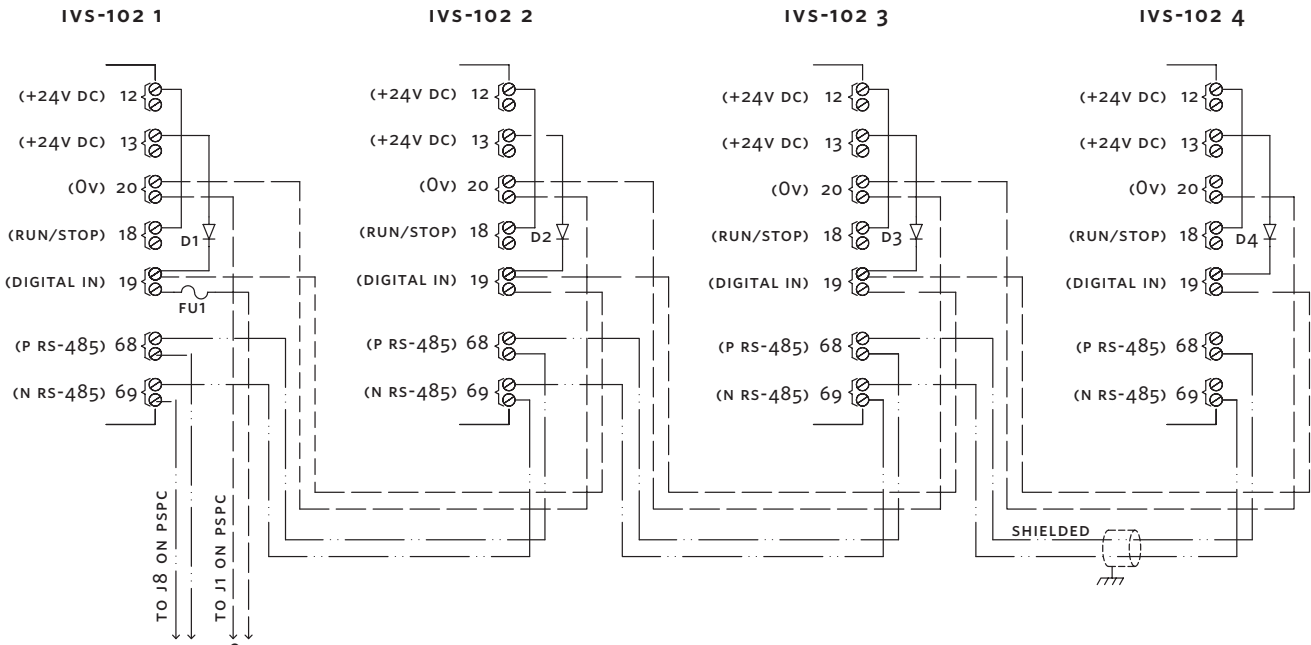 IVS-102 1
IVS-102 2
IVS-102 3
IVS-102 4
(+24V DC) 12
(+24V DC) 13
(0V) 20
(RUN/STOP) 18
(DIGITAL IN) 19
(P RS-485) 68
(N RS-485) 69
D1
FU1
(+24V DC) 12
(+24V DC) 13
(0V) 20
(RUN/STOP) 18
(DIGITAL IN) 19
(P RS-485) 68
(N RS-485) 69
D2
(+24V DC) 12
(+24V DC) 13
(0V) 20
(RUN/STOP) 18
(DIGITAL IN) 19
(P RS-485) 68
(N RS-485) 69
D3
(+24V DC) 12
(+24V DC) 13
(0V) 20
(RUN/STOP) 18
(DIGITAL IN) 19
(P RS-485) 68
(N RS-485) 69
D4
SHIELDED
TO J8 ON PSPC
TO J1 ON PSPC